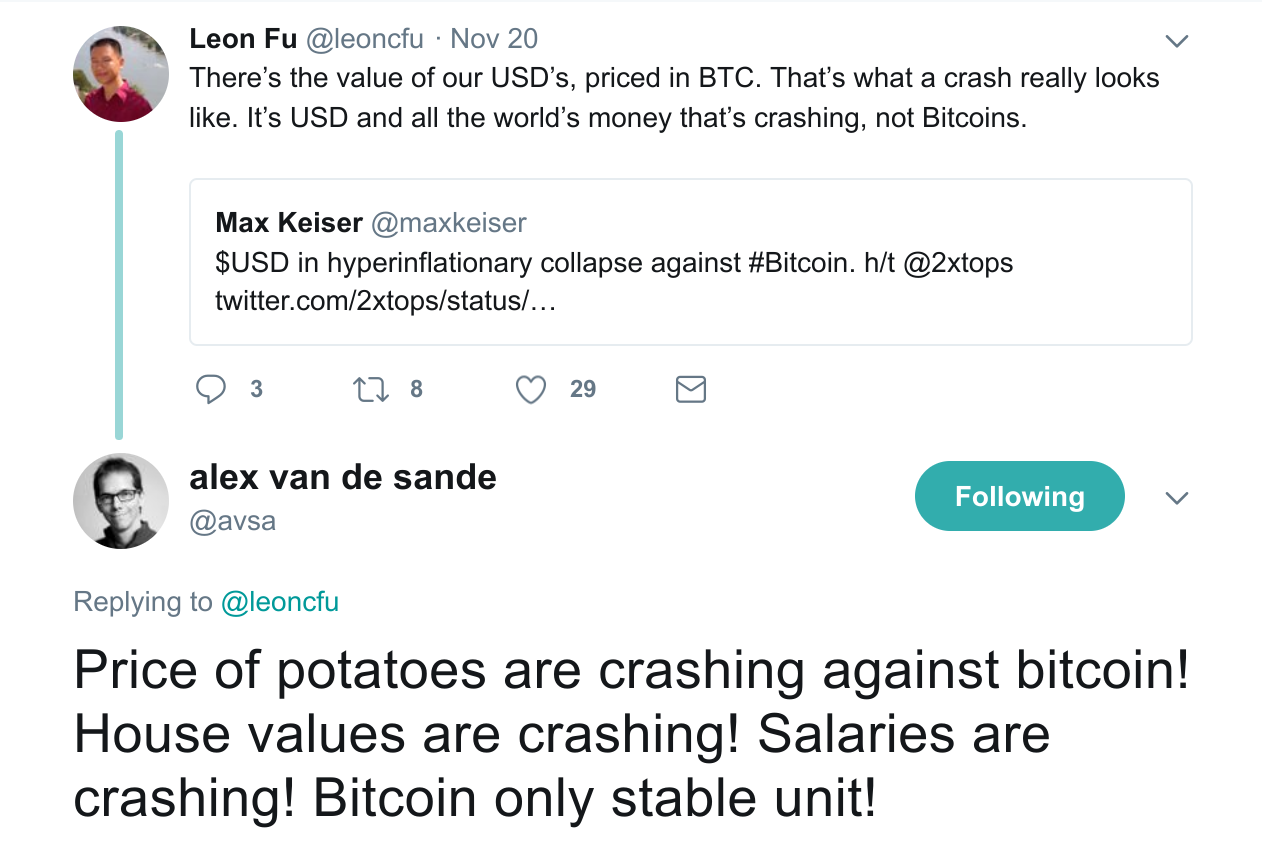 Leon Fu @leoncfu · Nov 20
There’s the value of our USD’s, priced in BTC. That’s what a crash really looks
like. It’s USD and all the world’s money that’s crashing, not Bitcoins.
Max Keiser @maxkeiser
$USD in hyperinflationary collapse against #Bitcoin. h/t @2xtops
twitter.com/2xtops/status/…
3 8 29
alex van de sande
@avsa
Following
Replying to @leoncfu
Price of potatoes are crashing against bitcoin!
House values are crashing! Salaries are
crashing! Bitcoin only stable unit!